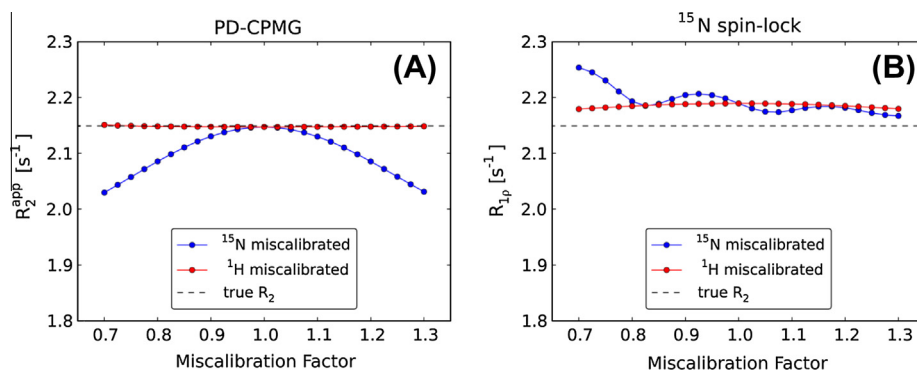 PD-CPMG
(A)
R₂ᵃᵖᵖ [s⁻¹]
2.3
2.2
2.1
2.0
1.9
1.8
¹⁵N miscalibrated
¹H miscalibrated
true R₂
0.7 0.8 0.9 1.0 1.1 1.2 1.3
Miscalibration Factor
¹⁵N spin-lock
(B)
R₁ᵨ [s⁻¹]
2.3
2.2
2.1
2.0
1.9
1.8
¹⁵N miscalibrated
¹H miscalibrated
true R₂
0.7 0.8 0.9 1.0 1.1 1.2 1.3
Miscalibration Factor